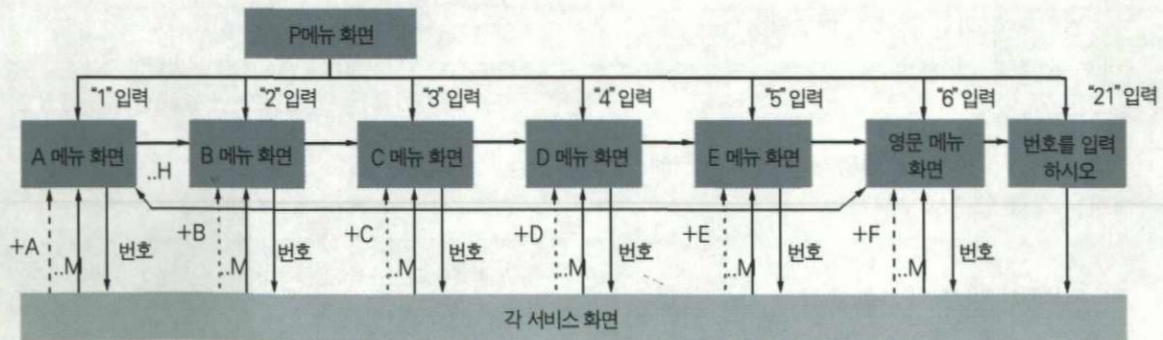 P메뉴 화면
"1"입력
"2"입력
"3"입력
"4"입력
"5"입력
"6"입력
"21"입력
A 메뉴 화면
B 메뉴 화면
C 메뉴 화면
D 메뉴 화면
E 메뉴 화면
영문 메뉴
화면
번호를 입력
하시오
..H
+A
..M
번호
+B
..M
번호
+C
..M
번호
+D
..M
번호
+E
..M
번호
+F
..M
번호
각 서비스 화면